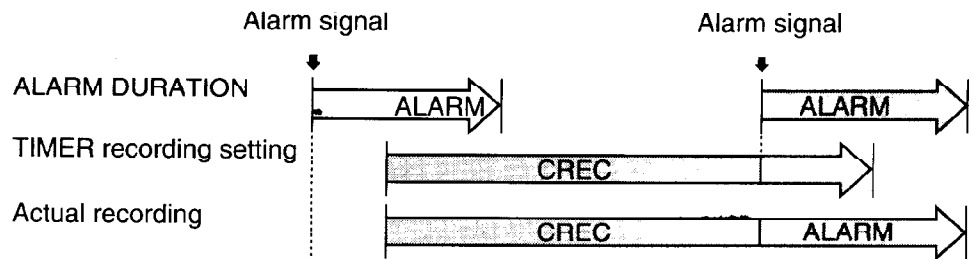 Alarm signal Alarm signal
ALARM DURATION ALARM ALARM
TIMER recording setting CREC
Actual recording CREC ALARM